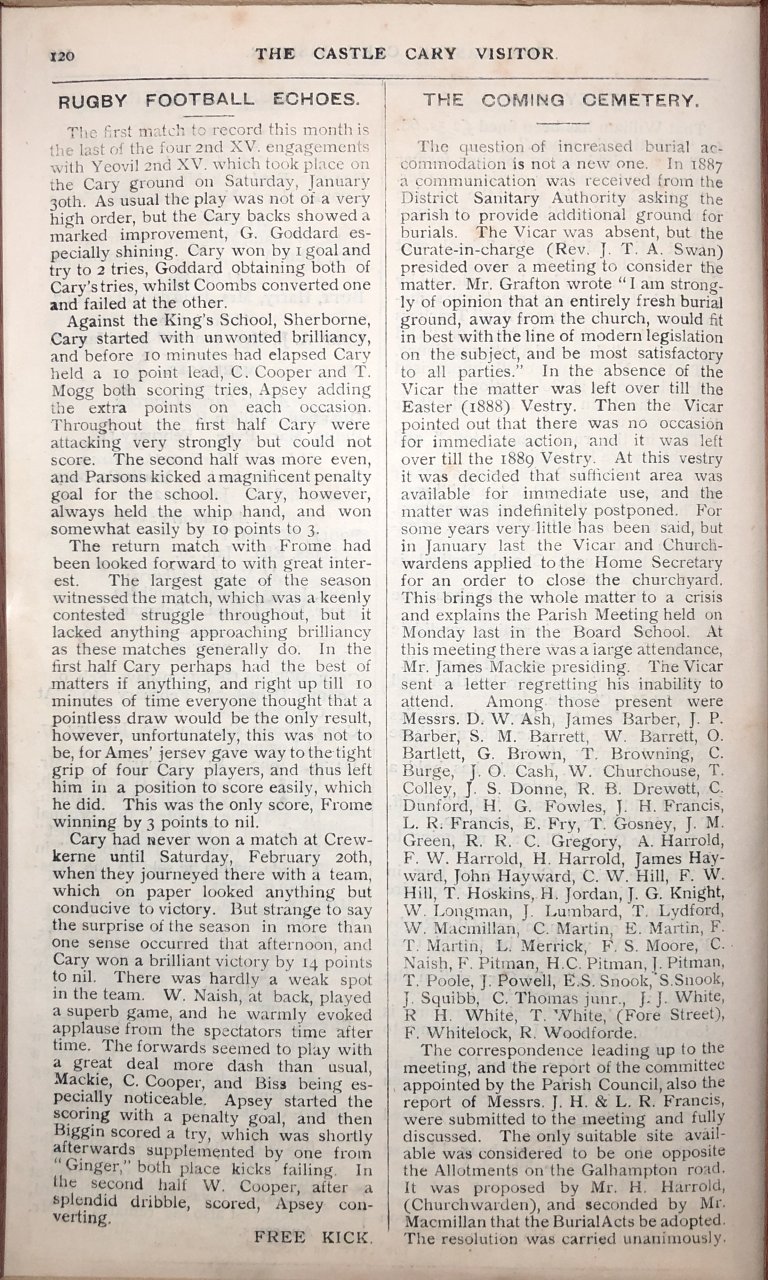 120
THE CASTLE CARY VISITOR
RUGBY FOOTBALL ECHOES.
The first match to record this month is
the last of the four 2nd XV. engagements
with Yeovil 2nd XV. which took place on
the Cary ground on Saturday, January
30th. As usual the play was not of a very
high order, but the Cary backs showed a
marked improvement, G. Goddard es-
pecially shining. Cary won by 1 goal and
try to 2 tries, Goddard obtaining both of
Cary's tries, whilst Coombs converted one
and failed at the other.
Against the King's School, Sherborne,
Cary started with unwonted brilliancy,
and before 10 minutes had elapsed Cary
held a 10 point lead, C. Cooper and T.
Mogg both scoring tries, Apsey adding
the extra points on each occasion.
Throughout the first half Cary were
attacking very strongly but could not
score. The second half was more even,
and Parsons kicked a magnificent penalty
goal for the school. Cary, however,
always held the whip hand, and won
somewhat easily by 10 points to 3.
The return match with Frome had
been looked forward to with great inter-
est. The largest gate of the season
witnessed the match, which was a keenly
contested struggle throughout, but it
lacked anything approaching brilliancy
as these matches generally do. In the
first half Cary perhaps had the best of
matters if anything, and right up till 10
minutes of time everyone thought that a
pointless draw would be the only result,
however, unfortunately, this was not to
be, for Ames' jersev gave way to the tight
grip of four Cary players, and thus left
him in a position to score easily, which
he did. This was the only score, Frome
winning by 3 points to nil.
Cary had never won a match at Crew-
kerne until Saturday, February 20th,
when they journeyed there with a team,
which on paper looked anything but
conducive to victory. But strange to say
the surprise of the season in more than
one sense occurred that afternoon, and
Cary won a brilliant victory by 14 points
to nil. There was hardly a weak spot
in the team. W. Naish, at back, played
a superb game, and he warmly evoked
applause from the spectators time after
time. The forwards seemed to play with
a great deal more dash than usual,
Mackie, C. Cooper, and Biss being es-
pecially noticeable. Apsey started the
scoring with a penalty goal, and then
Biggin scored a try, which was shortly
afterwards supplemented by one from
"Ginger," both place kicks failing. In
the second half W. Cooper, after a
splendid dribble, scored, Apsey con-
verting.
FREE KICK.
THE COMING CEMETERY.
The question of increased burial ac-
commodation is not a new one. In 1887
a communication was received from the
District Sanitary Authority asking the
parish to provide additional ground for
burials. The Vicar was absent, but the
Curate-in-charge (Rev. J. T. A. Swan)
presided over a meeting to consider the
matter. Mr. Grafton wrote "I am strong-
ly of opinion that an entirely fresh burial
ground, away from the church, would fit
in best with the line of modern legislation
on the subject, and be most satisfactory
to all parties." In the absence of the
Vicar the matter was left over till the
Easter (1888) Vestry. Then the Vicar
pointed out that there was no occasion
for immediate action, and it was left
over till the 1889 Vestry. At this vestry
it was decided that sufficient area was
available for immediate use, and the
matter was indefinitely postponed. For
some years very little has been said, but
in January last the Vicar and Church-
wardens applied to the Home Secretary
for an order to close the churchyard.
This brings the whole matter to a crisis
and explains the Parish Meeting held on
Monday last in the Board School. At
this meeting there was a large attendance,
Mr. James Mackie presiding. The Vicar
sent a letter regretting his inability to
attend. Among those present were
Messrs. D. W. Ash, James Barber, J. P.
Barber, S. M. Barrett, W. Barrett, O.
Bartlett, G. Brown, T. Browning, C.
Burge, J. O. Cash, W. Churchouse, T.
Colley, J. S. Donne, R. B. Drewett, C.
Dunford, H. G. Fowles, J. H. Francis,
L. R. Francis, E. Fry, T. Gosney, J. M.
Green, R. R. C. Gregory, A. Harrold,
F. W. Harrold, H. Harrold, James Hay-
ward, John Hayward, C. W. Hill, F. W.
Hill, T. Hoskins, H. Jordan, J. G. Knight,
W. Longman, J. Lumbard, T. Lydford,
W. Macmillan, C. Martin, E. Martin, F.
T. Martin, L. Merrick, F. S. Moore, C.
Naish, F. Pitman, H.C. Pitman, J. Pitman,
T. Poole, J. Powell, E.S. Snook, S.Snook,
J. Squibb, C. Thomas junr., J. J. White,
R H. White, T. White, (Fore Street),
F. Whitelock, R. Woodforde.
The correspondence leading up to the
meeting, and the report of the committee
appointed by the Parish Council, also the
report of Messrs. J. H. & L. R. Francis,
were submitted to the meeting and fully
discussed. The only suitable site avail-
able was considered to be one opposite
the Allotments on the Galhampton road.
It was proposed by Mr. H. Harrold,
(Churchwarden), and seconded by Mr.
Macmillan that the Burial Acts be adopted.
The resolution was carried unanimously.